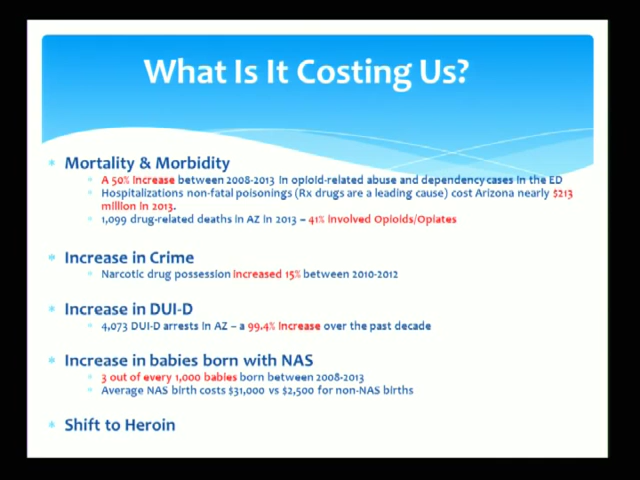 What Is It Costing Us?
Mortality & Morbidity
A 50% increase between 2008-2013 in opioid-related abuse and dependency cases in the ED
Hospitalizations non-fatal poisonings (Rx drugs are a leading cause) cost Arizona nearly $213
million in 2013.
1,099 drug-related deaths in AZ in 2013 – 41% involved Opioids/Opiates
Increase in Crime
Narcotic drug possession increased 15% between 2010-2012
Increase in DUI-D
4,073 DUI-D arrests in AZ – a 99.4% increase over the past decade
Increase in babies born with NAS
3 out of every 1,000 babies born between 2008-2013
Average NAS birth costs $31,000 vs $2,500 for non-NAS births
Shift to Heroin